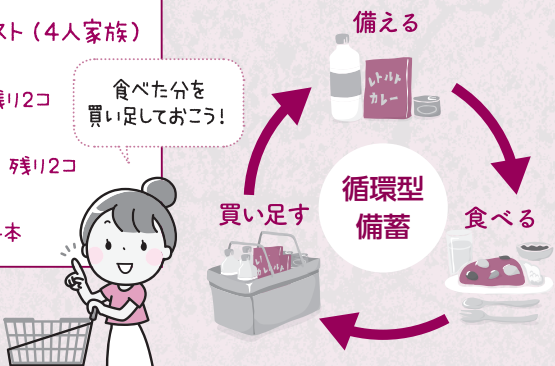 スト（4人家族）
残り2コ
残り2コ
本
食べた分を
買い足しておこう！
備える
レトルト
カレー
循環型
備蓄
食べる
買い足す